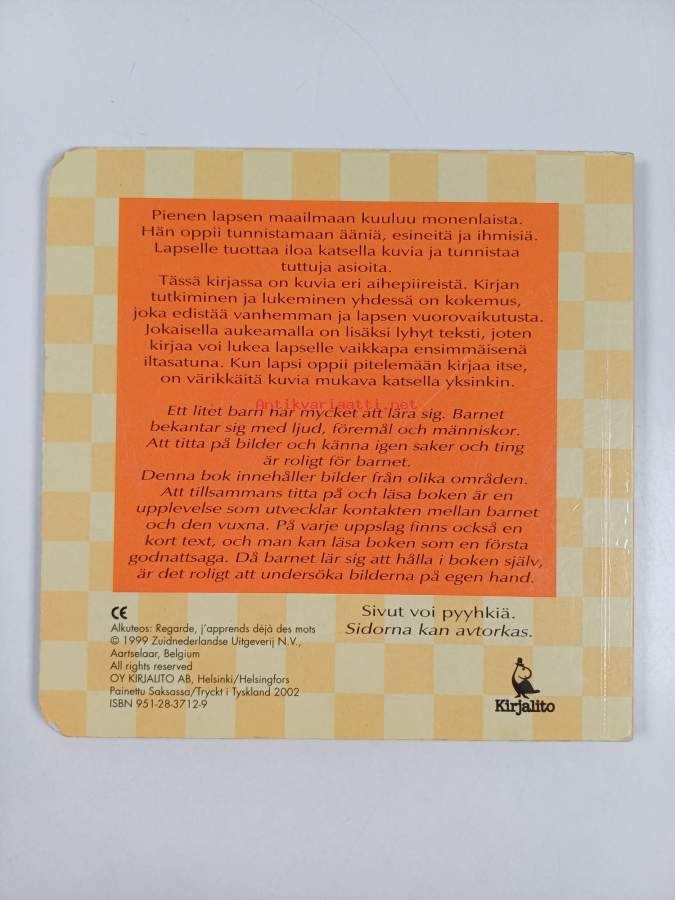 Pienen lapsen maailmaan kuuluu monenlaista.
Hän oppii tunnistamaan ääniä, esineitä ja ihmisiä.
Lapselle tuottaa iloa katsella kuvia ja tunnistaa
tuttuja asioita.
Tässä kirjassa on kuvia eri aihepiireistä. Kirjan
tutkiminen ja lukeminen yhdessä on kokemus,
joka edistää vanhemman ja lapsen vuorovaikutusta.
Jokaisella aukeamalla on lisäksi lyhyt teksti, joten
kirjaa voi lukea lapselle vaikkapa ensimmäisenä
iltasatuna. Kun lapsi oppii pitelemään kirjaa itse,
on värikkäitä kuvia mukava katsella yksinkin.
Antikvariaatti.net
Ett litet barn har mycket att lära sig. Barnet
bekantar sig med ljud, föremål och människor.
Att titta på bilder och känna igen saker och ting
är roligt för barnet.
Denna bok innehåller bilder från olika områden.
Att tillsammans titta på och läsa boken är en
upplevelse som utvecklar kontakten mellan barnet
och den vuxna. På varje uppslag finns också en
kort text, och man kan läsa boken som en första
godnattsaga. Då barnet lär sig att hålla i boken själv,
är det roligt att undersöka bilderna på egen hand.
Sivut voi pyyhkiä.
Sidorna kan avtorkas.
CE
Alkuteos: Regarde, j'apprends déjà des mots
© 1999 Zuidnederlandse Uitgeverij N.V.,
Aartselaar, Belgium
All rights reserved
OY KIRJALITO AB, Helsinki/Helsingfors
Painettu Saksassa/Tryckt i Tyskland 2002
ISBN 951-28-3712-9
Kirjalito